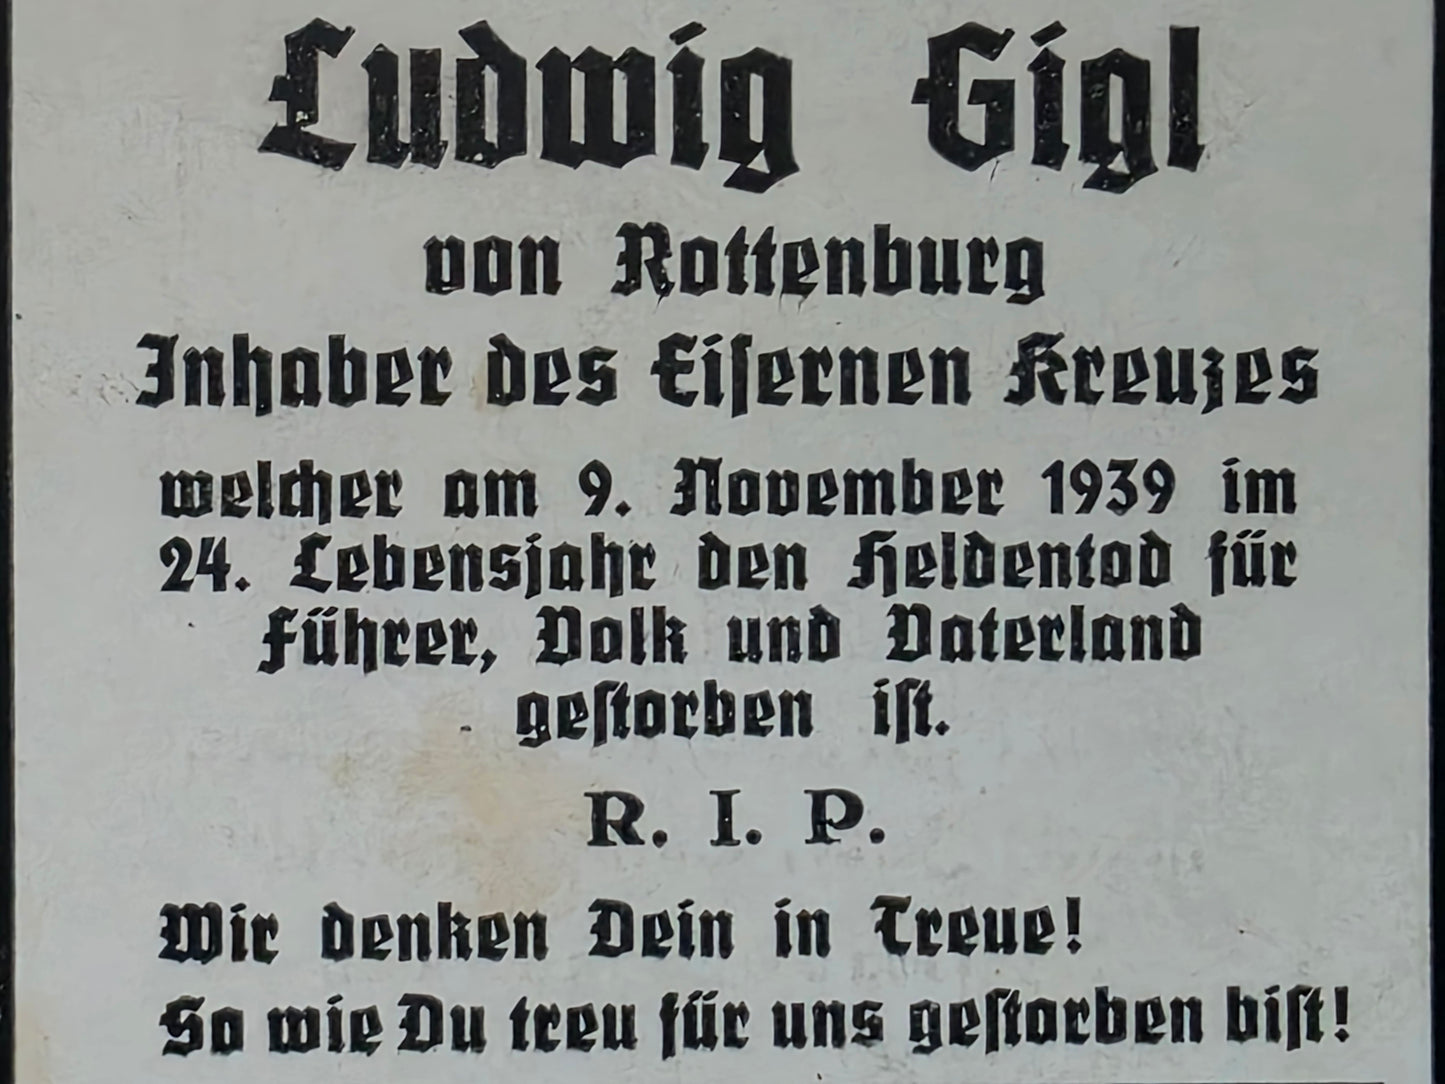 Ludwig Gigl
von Rottenburg
Inhaber des Eisernen Kreuzes
welcher am 9. November 1939 im
24. Lebensjahr den Heldentod für
Führer, Volk und Vaterland
gestorben ist.
R. I. P.
Wir denken Dein in Treue!
So wie Du treu für uns gestorben bist!